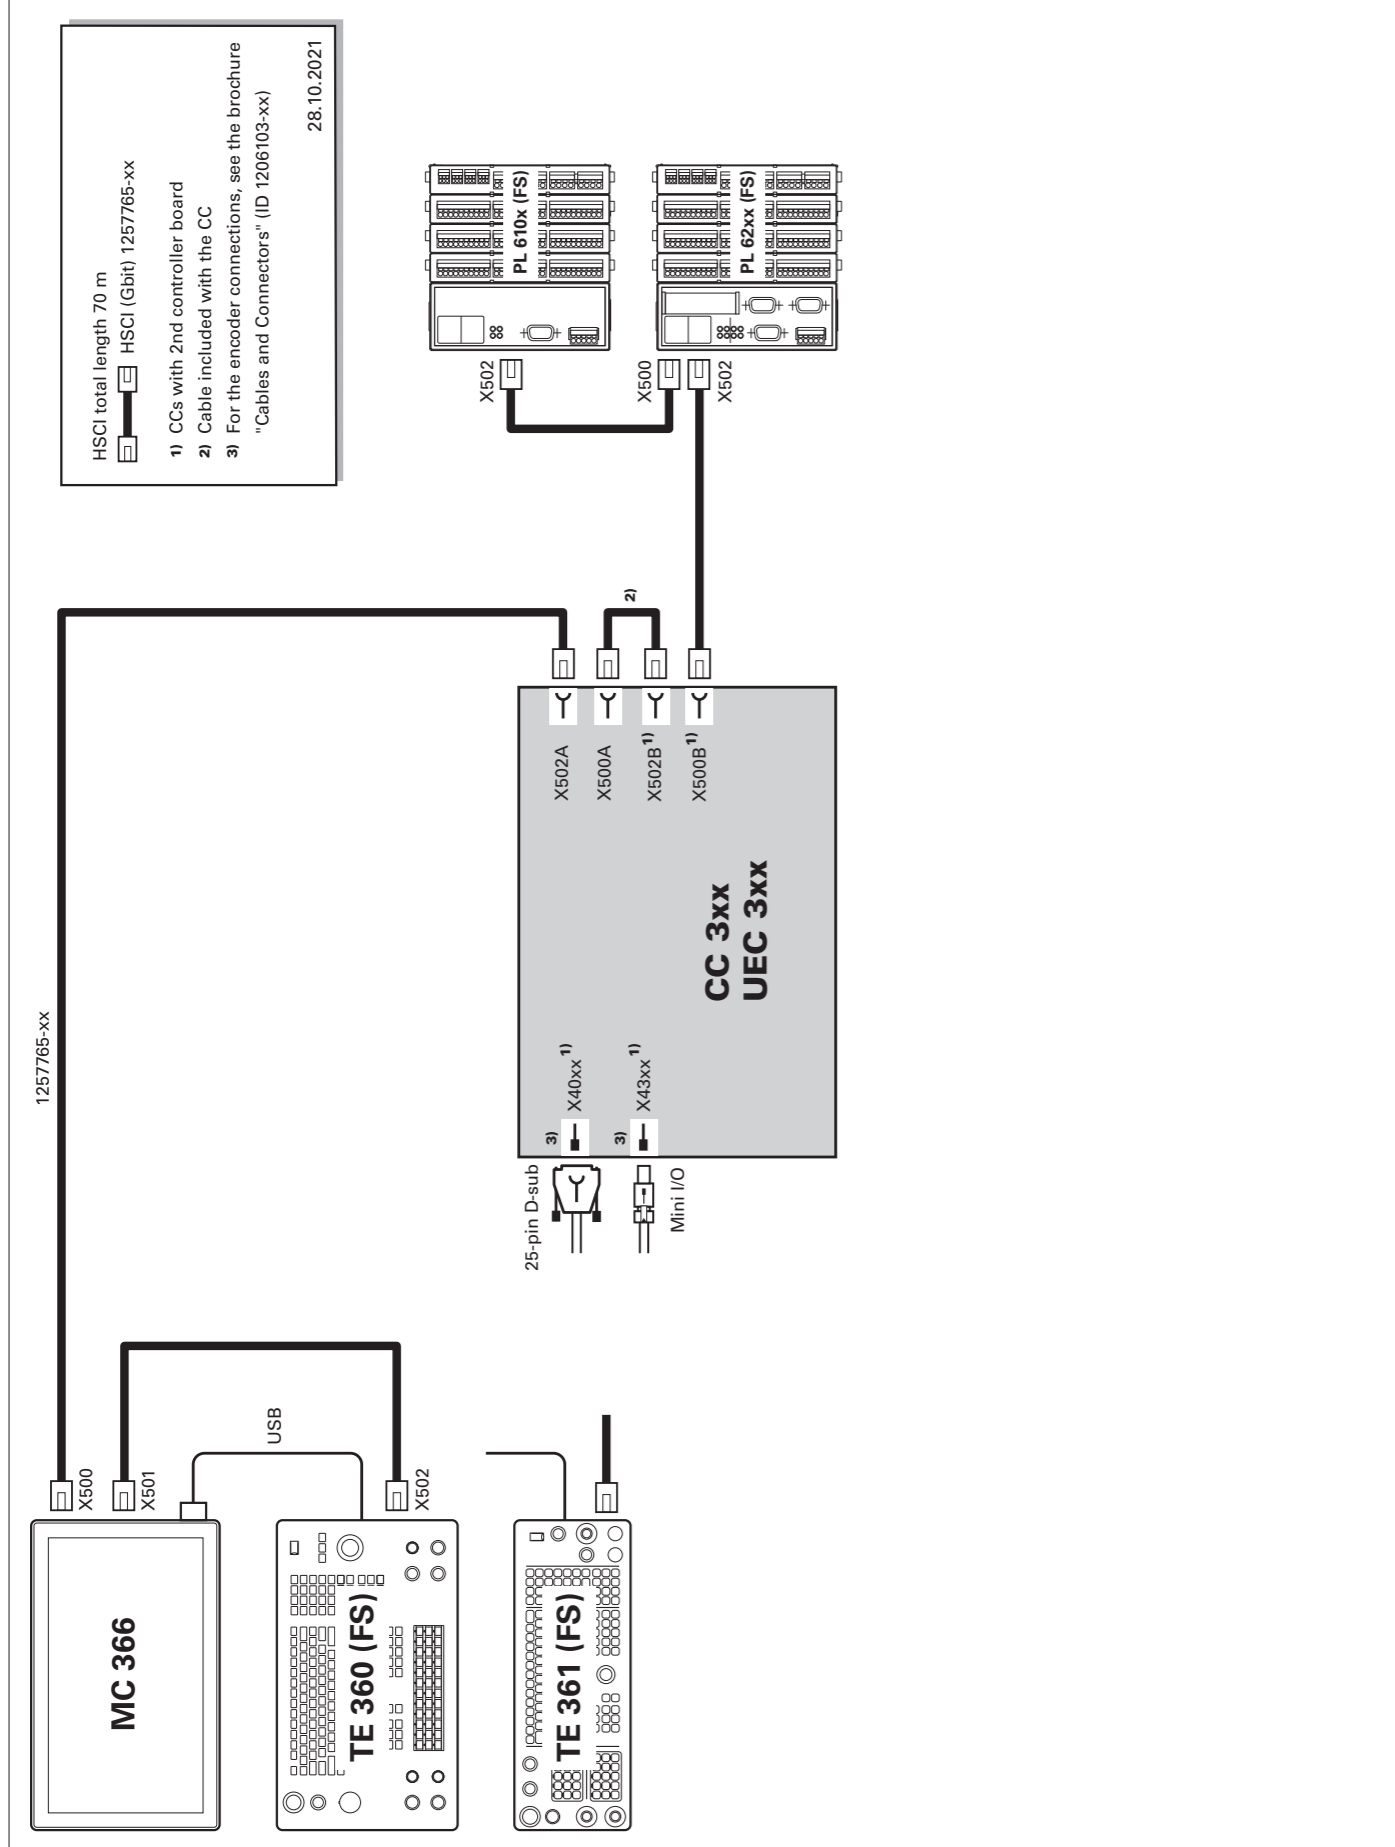 HSCI total length 70 m
HSCI (Gbit) 1257765-xx
1) CCs with 2nd controller board
2) Cable included with the CC
3) For the encoder connections, see the brochure
"Cables and Connectors" (ID 1206103-xx)
28.10.2021
1257765-xx
MC 366
X500
X501
USB
TE 360 (FS)
X502
TE 361 (FS)
25-pin D-sub
3)
X40xx 1)
Mini I/O
3)
X43xx 1)
CC 3xx
UEC 3xx
X502A
X500A
X502B 1)
X500B 1)
2)
X502
PL 610x (FS)
X500
X502
PL 62xx (FS)